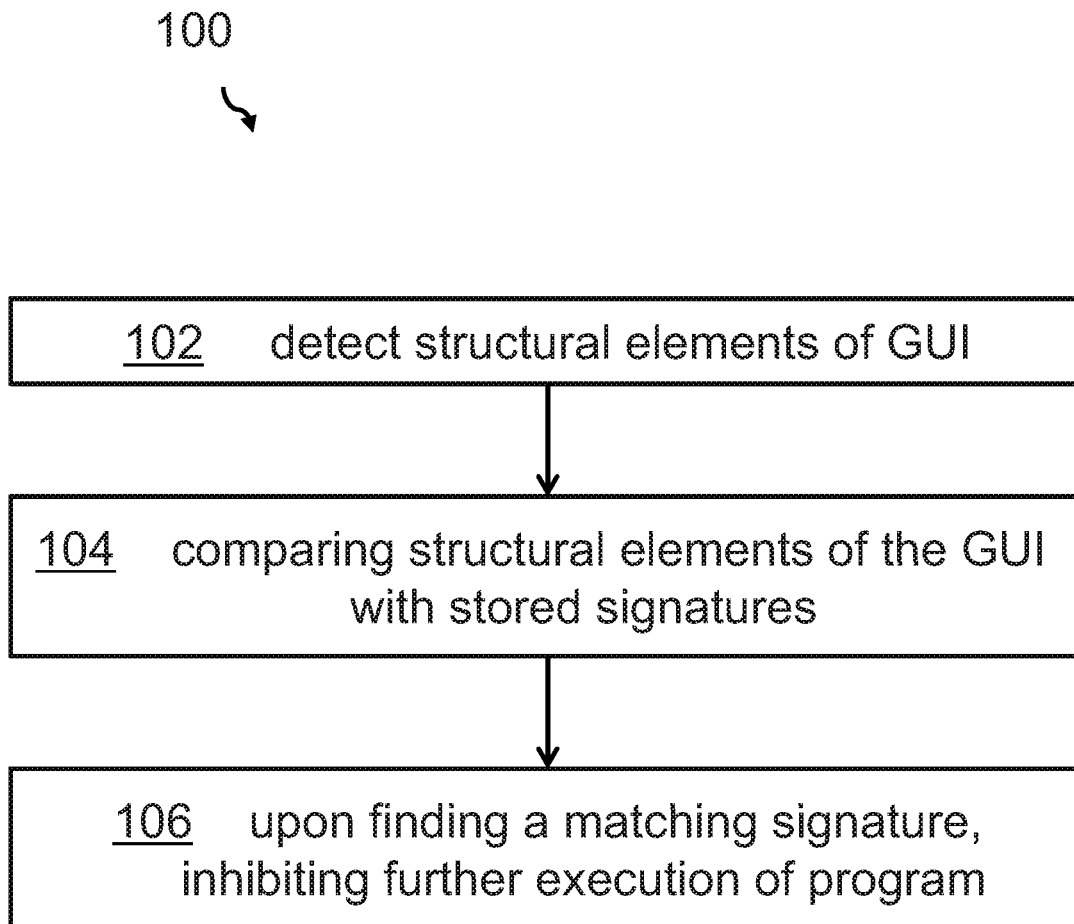 100
102 detect structural elements of GUI
104 comparing structural elements of the GUI
with stored signatures
106 upon finding a matching signature,
inhibiting further execution of program